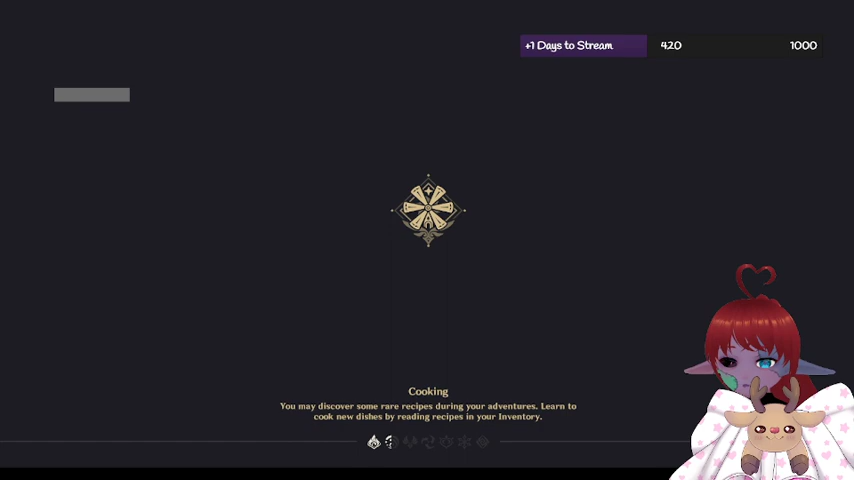 +1 Days to Stream 420 1000
Cooking
You may discover some rare recipes during your adventures. Learn to
cook new dishes by reading recipes in your Inventory.